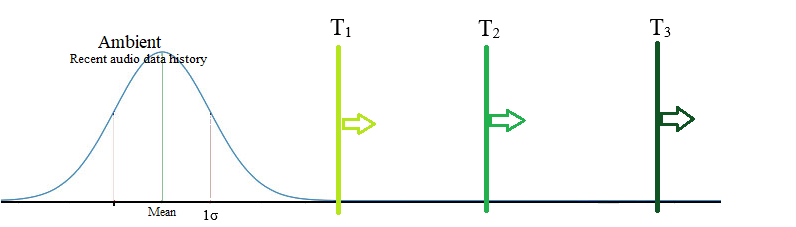 Ambient
Recent audio data history
T1
T2
T3
Mean
1σ